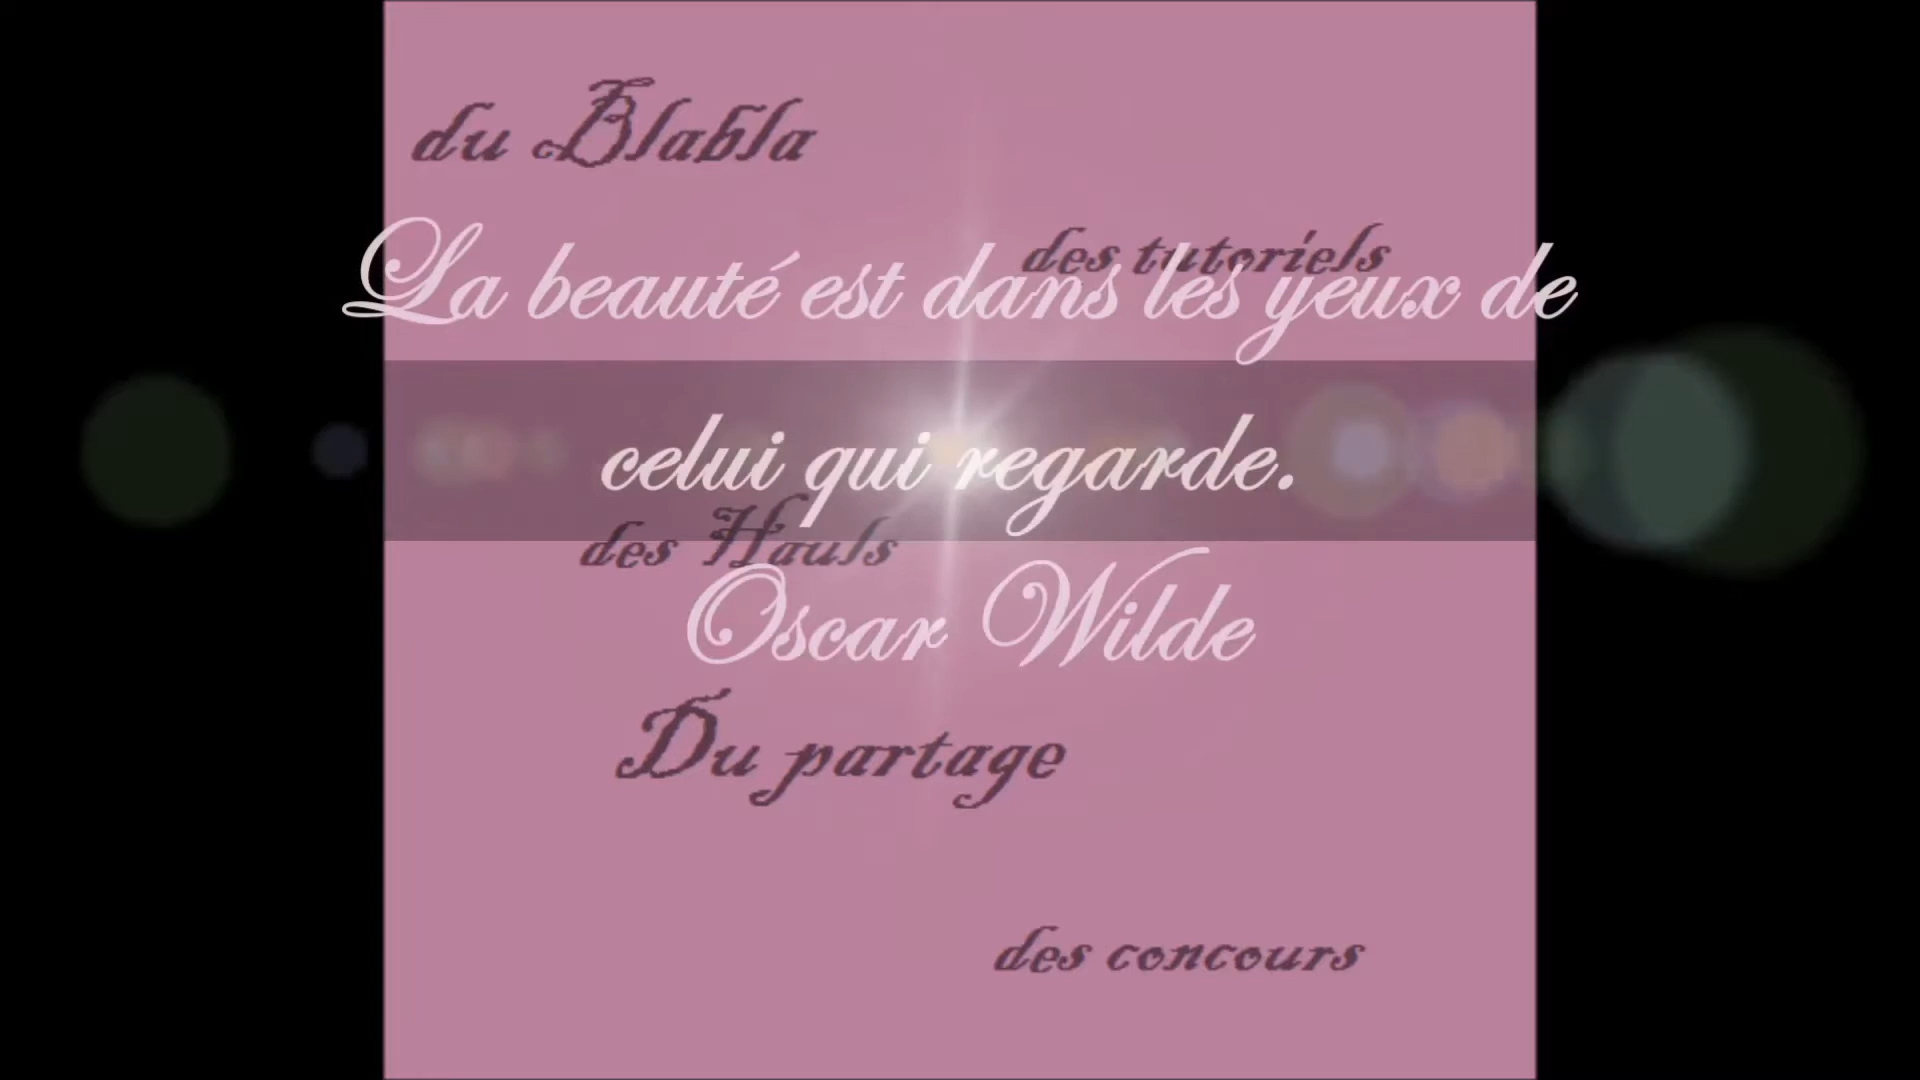 du Blabla
des tutoriels
La beauté est dans les yeux de
celui qui regarde.
des Hauls
Oscar Wilde
Du partage
des concours